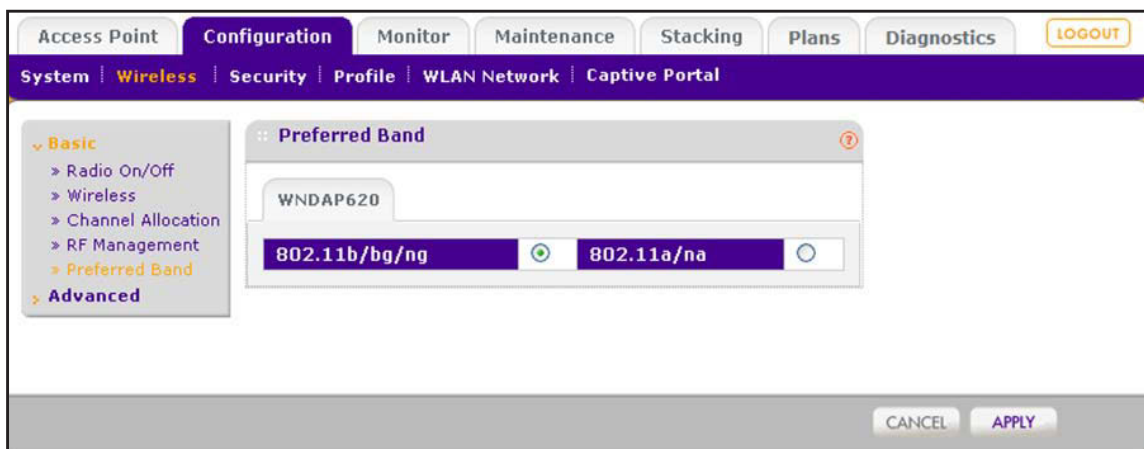 Access Point Configuration Monitor Maintenance Stacking Plans Diagnostics LOGOUT
System Wireless Security Profile WLAN Network Captive Portal
Basic
» Radio On/Off
» Wireless
» Channel Allocation
» RF Management
» Preferred Band
Advanced
:: Preferred Band ?
WNDAP620
802.11b/bg/ng 802.11a/na
CANCEL APPLY